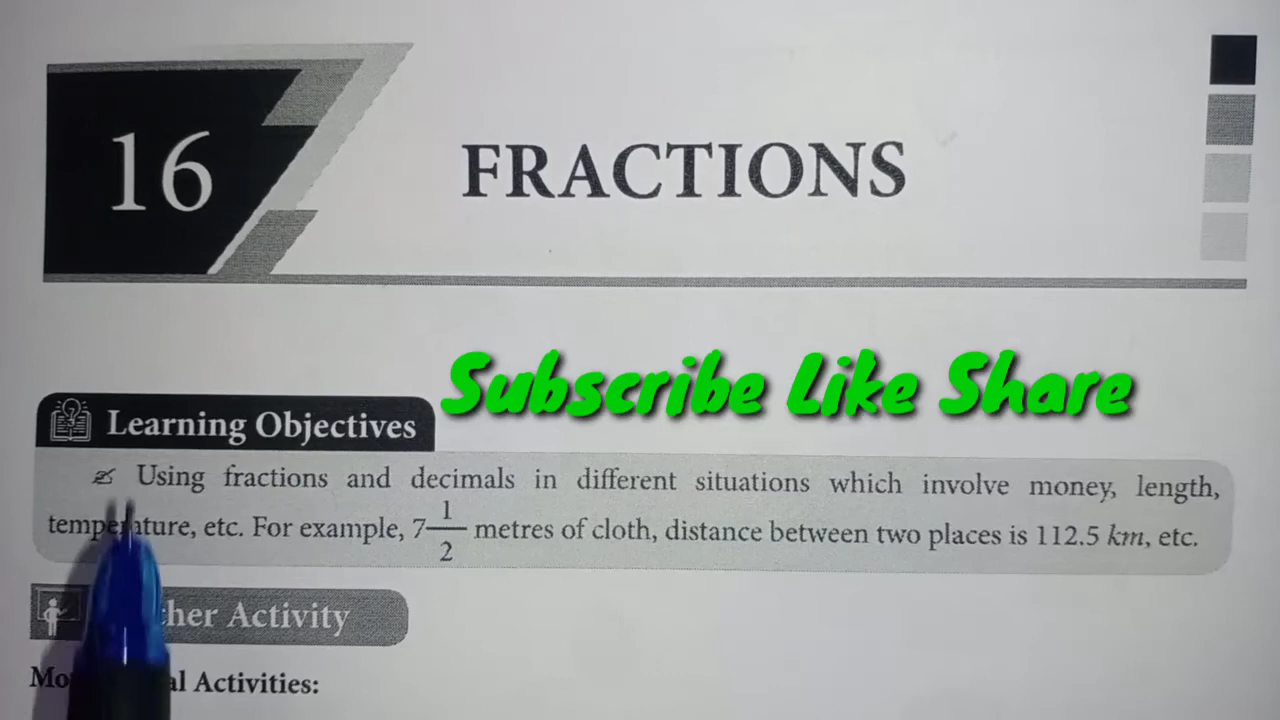 16
FRACTIONS
Subscribe Like Share
Learning Objectives
Using fractions and decimals in different situations which involve money, length,
temperature, etc. For example, 7 1/2 metres of cloth, distance between two places is 112.5 km, etc.
Activity
Activities: